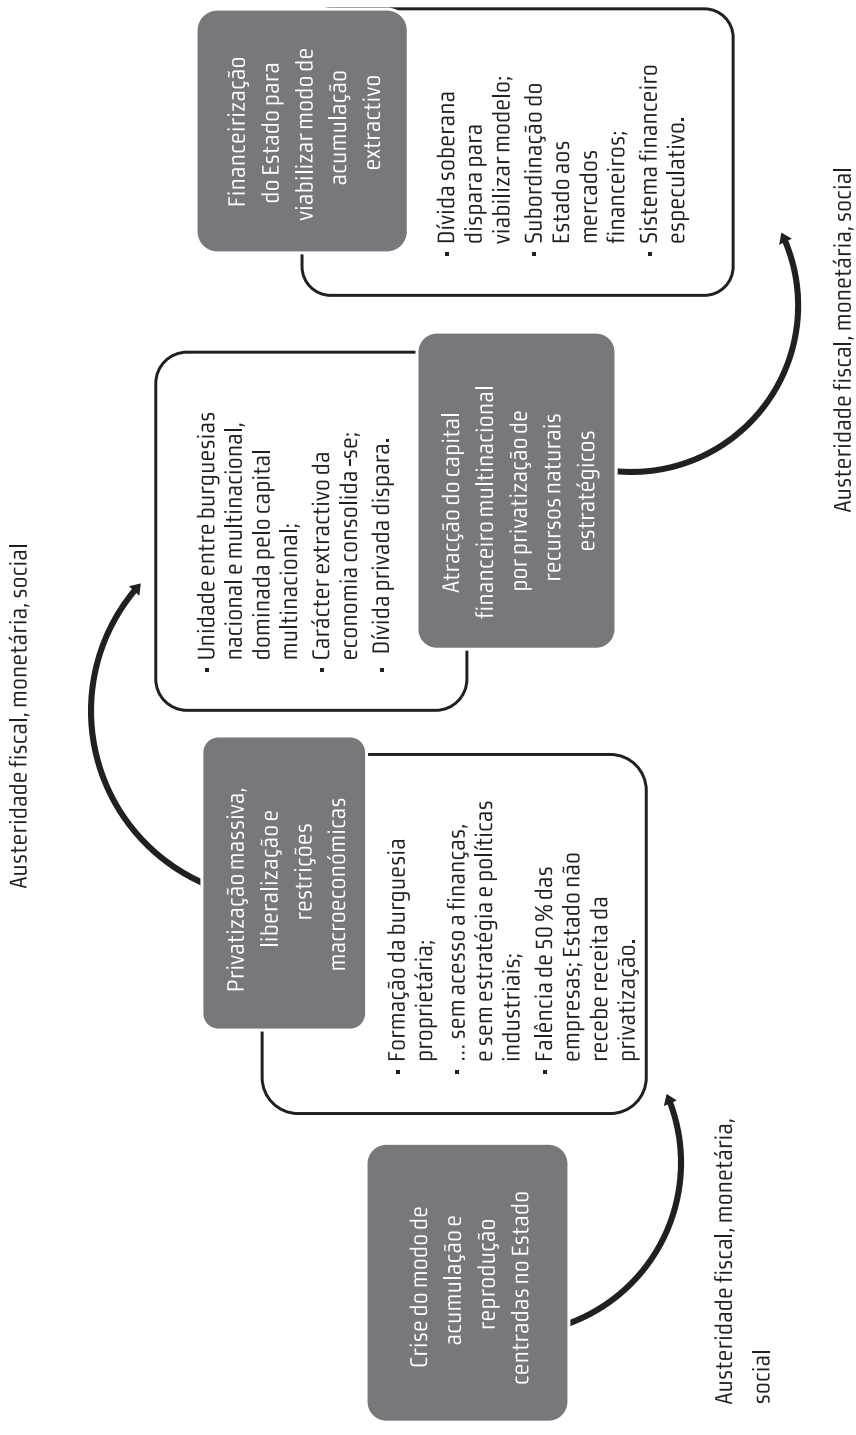 Crise do modo de
acumulação e
reprodução
centradas no Estado
Austeridade fiscal, monetária,
social
Privatização massiva,
liberalização e
restrições
macroeconómicas
• Formação da burguesia
proprietária;
• ... sem acesso a finanças,
e sem estratégia e políticas
industriais;
• Falência de 50 % das
empresas; Estado não
recebe receita da
privatização.
Austeridade fiscal, monetária, social
• Unidade entre burguesias
nacional e multinacional,
dominada pelo capital
multinacional;
• Carácter extractivo da
economia consolida -se;
• Dívida privada dispara.
Atracção do capital
financeiro multinacional
por privatização de
recursos naturais
estratégicos
Austeridade fiscal, monetária, social
Financeirização
do Estado para
viabilizar modo de
acumulação
extractivo
• Dívida soberana
dispara para
viabilizar modelo;
• Subordinação do
Estado aos
mercados
financeiros;
• Sistema financeiro
especulativo.